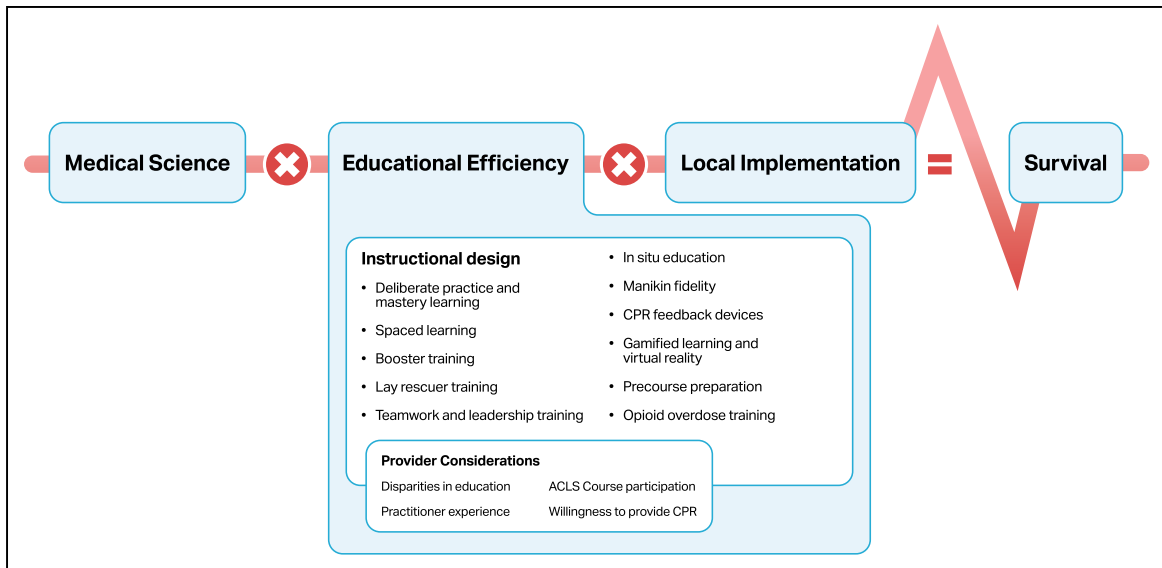 Medical Science
Educational Efficiency
Local Implementation
=
Survival
Instructional design
• Deliberate practice and
mastery learning
• Spaced learning
• Booster training
• Lay rescuer training
• Teamwork and leadership training
• In situ education
• Manikin fidelity
• CPR feedback devices
• Gamified learning and
virtual reality
• Precourse preparation
• Opioid overdose training
Provider Considerations
Disparities in education
ACLS Course participation
Practitioner experience
Willingness to provide CPR